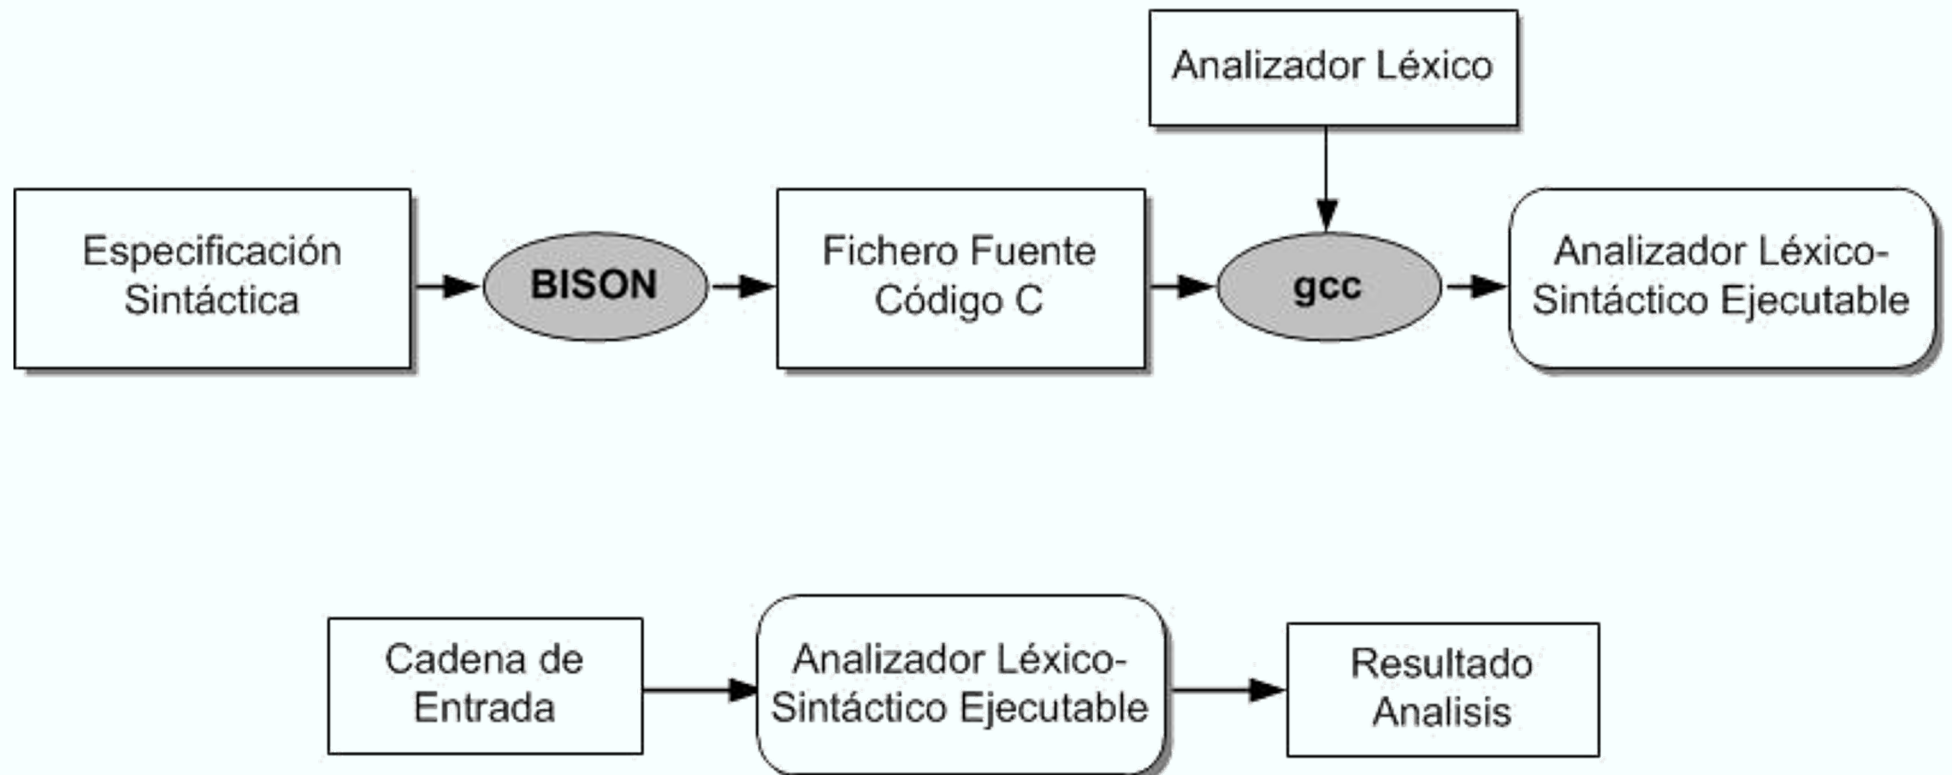 Analizador Léxico
Especificación
Sintáctica
BISON
Fichero Fuente
Código C
gcc
Analizador Léxico-
Sintáctico Ejecutable
Cadena de
Entrada
Analizador Léxico-
Sintáctico Ejecutable
Resultado
Analisis